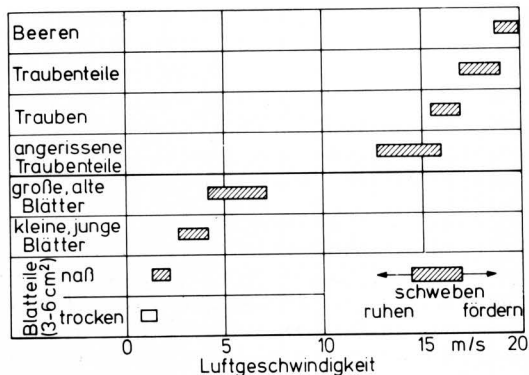 Beeren
Traubenteile
Trauben
angerissene
Traubenteile
große, alte
Blätter
kleine, junge
Blätter
Blatteile
(3-6 cm²)
naß
trocken
schweben
ruhen fördern
0 5 10 15 m/s 20
Luftgeschwindigkeit